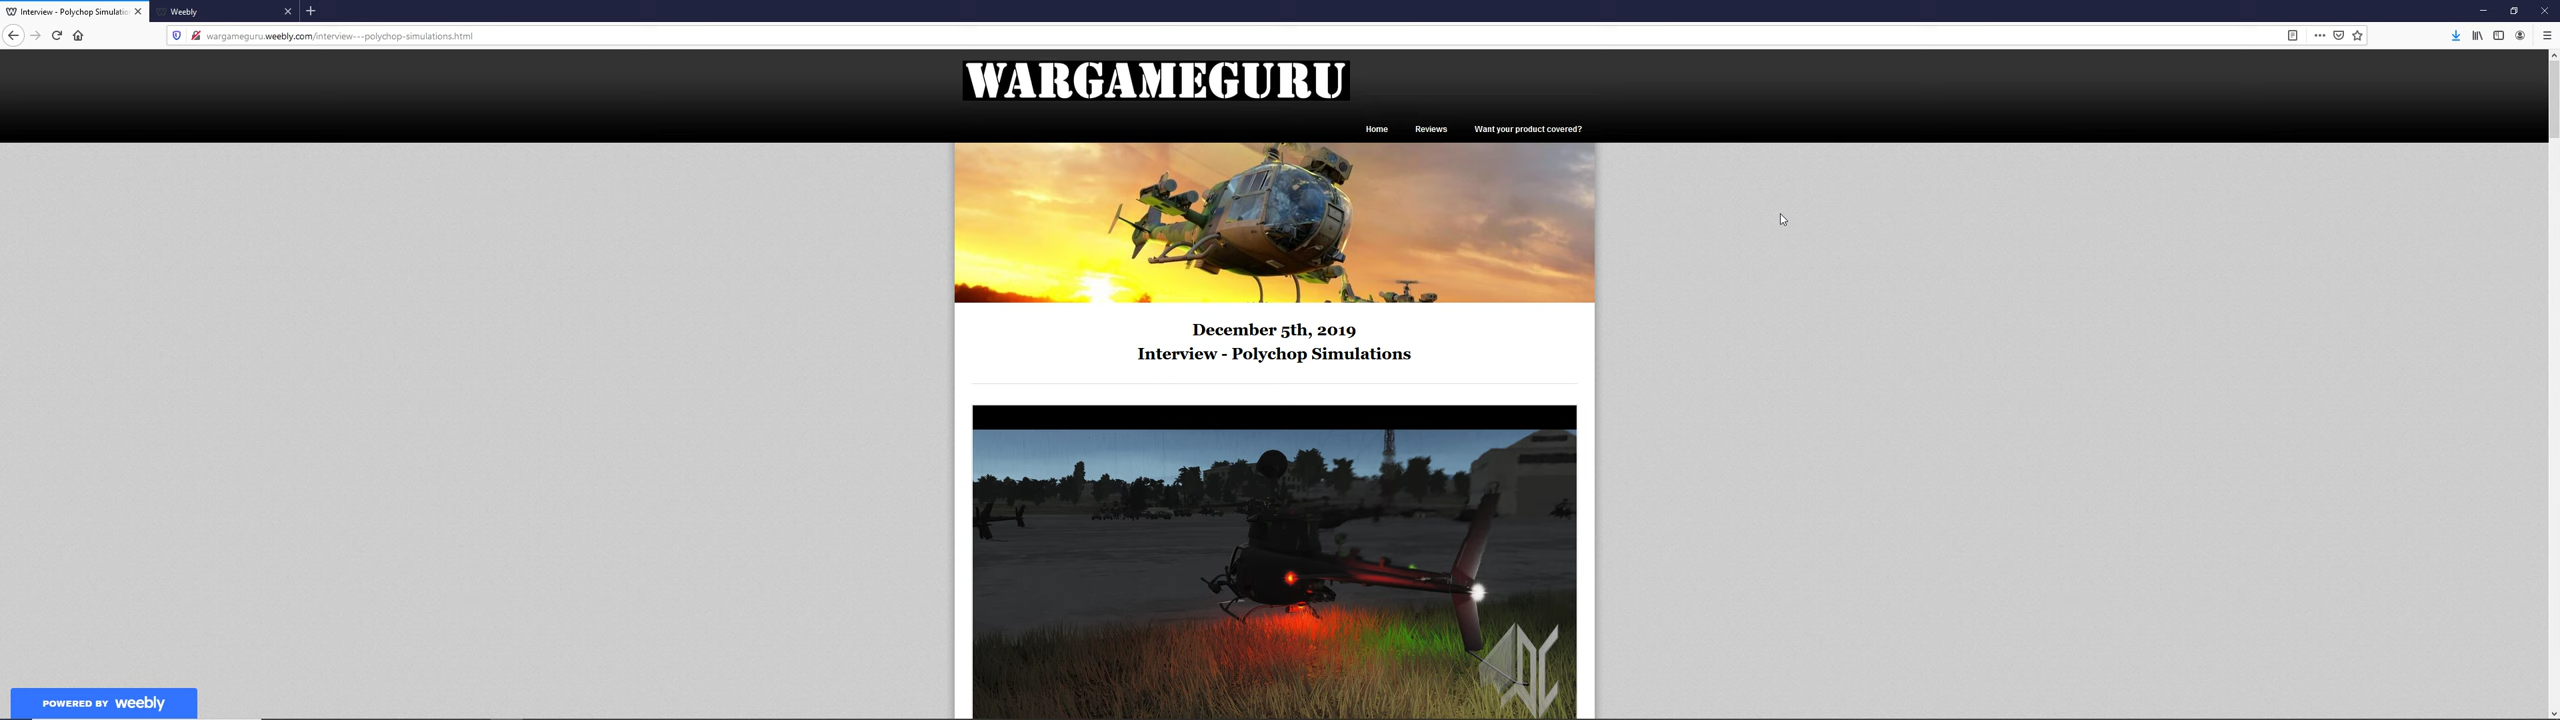 Interview - Polychop Simulatio
Weebly
wargameguru.weebly.com/interview---polychop-simulations.html
WARGAMEGURU
Home Reviews Want your product covered?
December 5th, 2019
Interview - Polychop Simulations
POWERED BY weebly